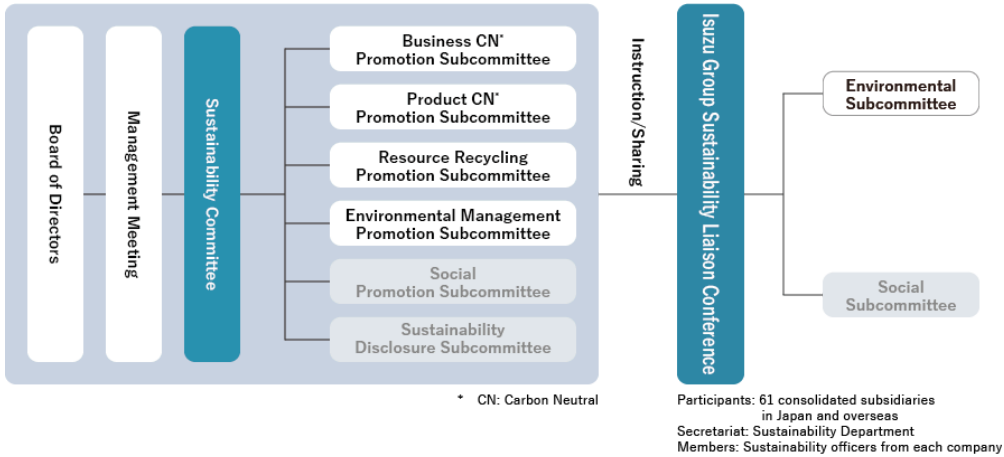 Board of Directors
Management Meeting
Sustainability Committee
Business CN*
Promotion Subcommittee
Product CN*
Promotion Subcommittee
Resource Recycling
Promotion Subcommittee
Environmental Management
Promotion Subcommittee
Social
Promotion Subcommittee
Sustainability
Disclosure Subcommittee
* CN: Carbon Neutral
Instruction/Sharing
Isuzu Group Sustainability Liaison Conference
Environmental
Subcommittee
Social
Subcommittee
Participants: 61 consolidated subsidiaries
in Japan and overseas
Secretariat: Sustainability Department
Members: Sustainability officers from each company